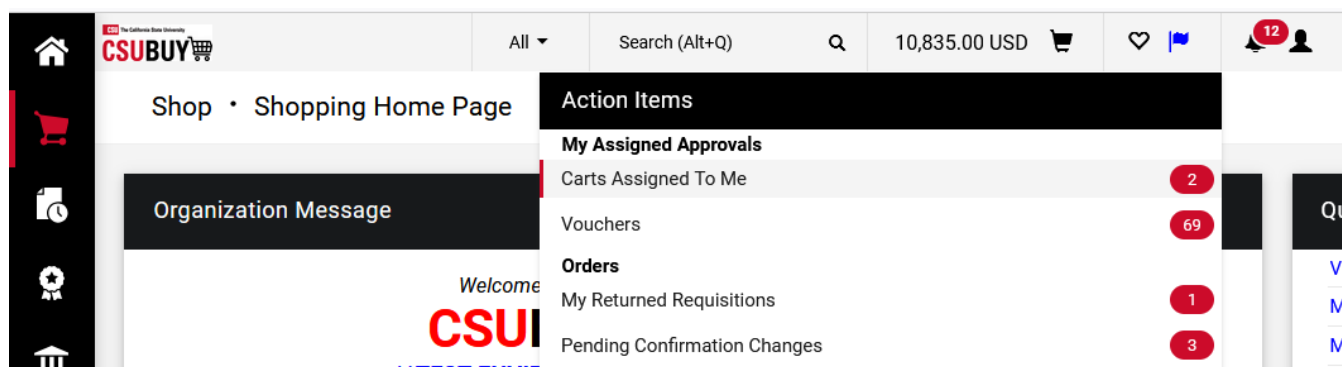 CSU The California State University
CSUBUY
All
Search (Alt+Q)
10,835.00 USD
12
Shop • Shopping Home Page
Action Items
My Assigned Approvals
Carts Assigned To Me 2
Vouchers 69
Orders
My Returned Requisitions 1
Pending Confirmation Changes 3
Organization Message
Welcome
CSU
Qu
V
M
M